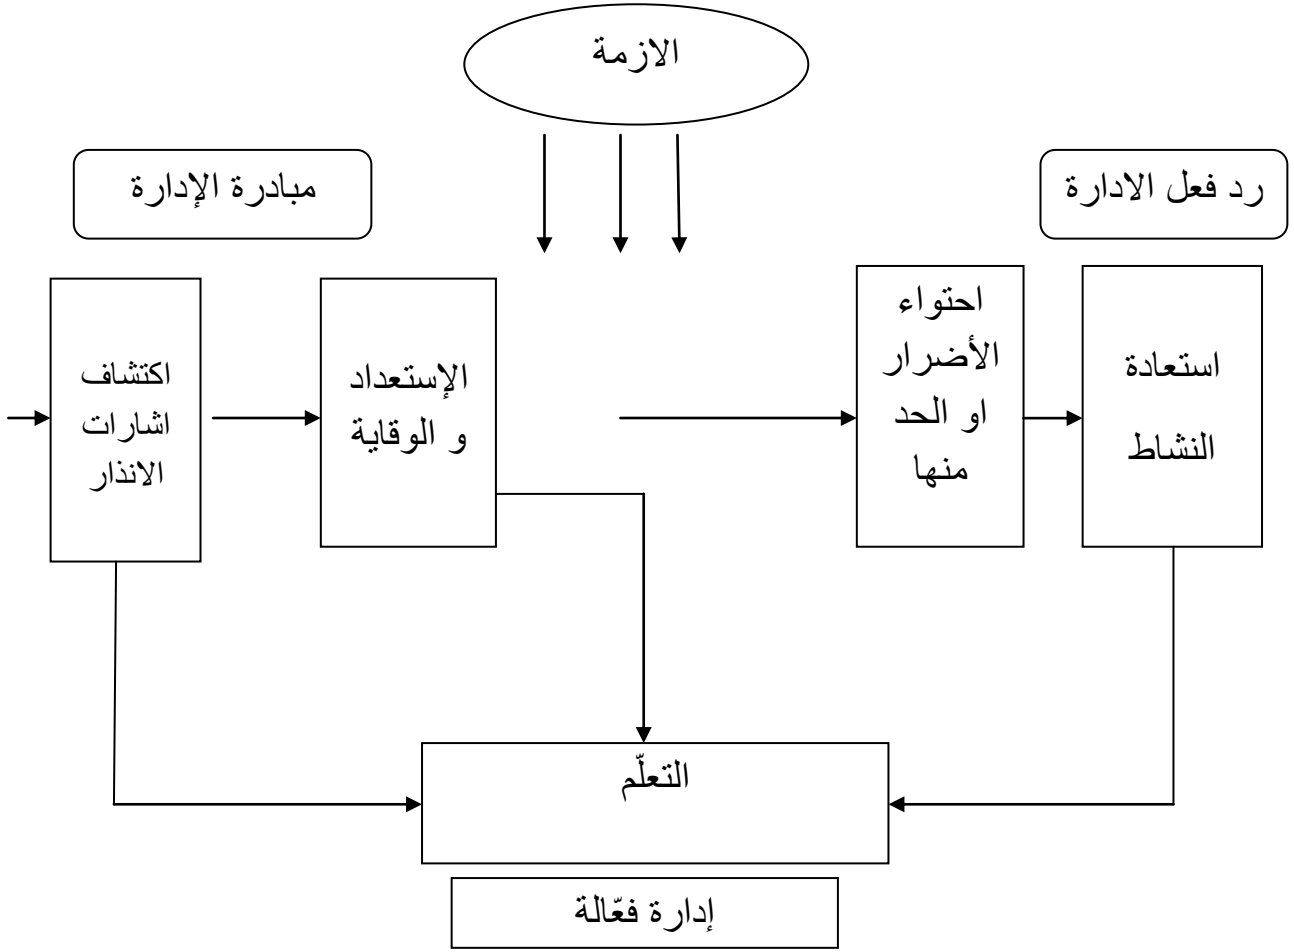 الازمة
رد فعل الادارة
مبادرة الإدارة
احتواء
الأضرار
او الحد
منها
استعادة
النشاط
الإستعداد
و الوقاية
اكتشاف
اشارات
الانذار
التعلّم
إدارة فعّالة